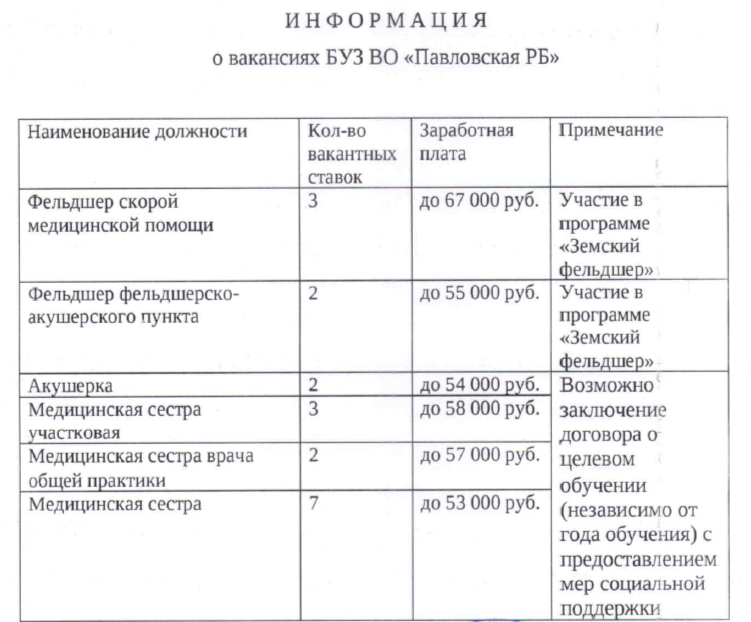 ИНФОРМАЦИЯ
о вакансиях БУЗ ВО «Павловская РБ»
Наименование должности
Кол-во
вакантных
ставок
Заработная
плата
Примечание
Фельдшер скорой
медицинской помощи
3
до 67 000 руб.
Участие в
программе
«Земский
фельдшер»
Фельдшер фельдшерско-
акушерского пункта
2
до 55 000 руб.
Участие в
программе
«Земский
фельдшер»
Акушерка
2
до 54 000 руб.
Медицинская сестра
участковая
3
до 58 000 руб.
Медицинская сестра врача
общей практики
2
до 57 000 руб.
Медицинская сестра
7
до 53 000 руб.
Возможно
заключение
договора о
целевом
обучении
(независимо от
года обучения) с
предоставлением
мер социальной
поддержки